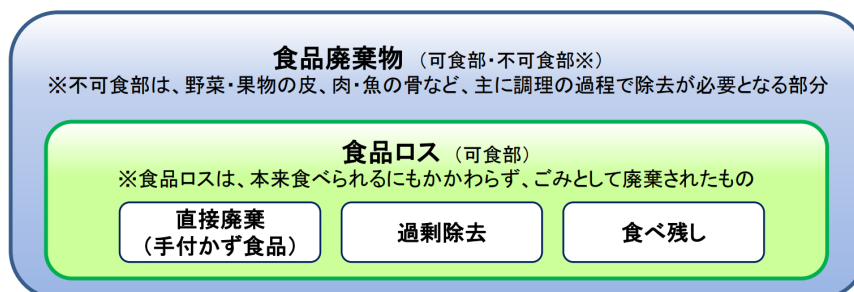 食品廃棄物（可食部・不可食部※）
※不可食部は、野菜・果物の皮、肉・魚の骨など、主に調理の過程で除去が必要となる部分
食品ロス（可食部）
※食品ロスは、本来食べられるにもかかわらず、ごみとして廃棄されたもの
直接廃棄
（手付かず食品）
過剰除去
食べ残し